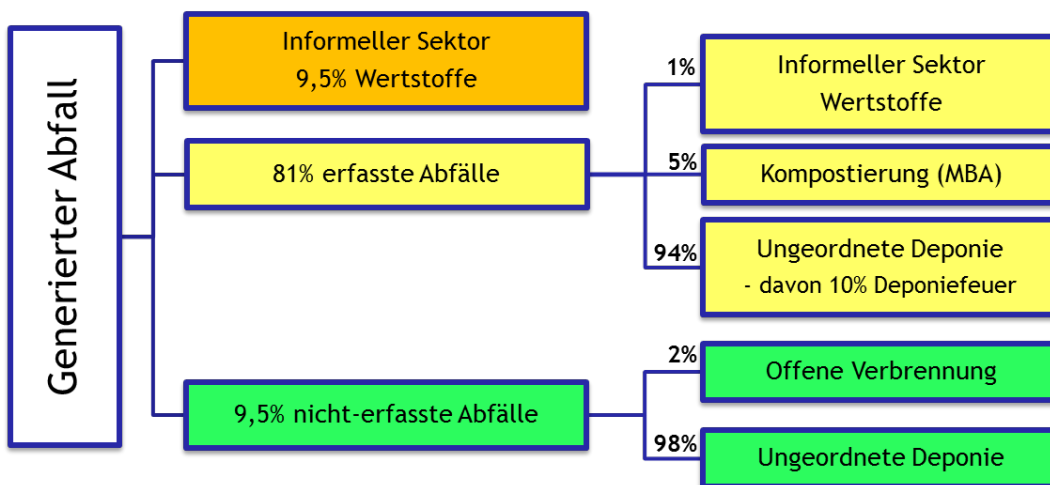 Generierter Abfall
Informeller Sektor
9,5% Wertstoffe
81% erfasste Abfälle
9,5% nicht-erfasste Abfälle
1%
Informeller Sektor
Wertstoffe
5%
Kompostierung (MBA)
94%
Ungeordnete Deponie
- davon 10% Deponiefeuer
2%
Offene Verbrennung
98%
Ungeordnete Deponie